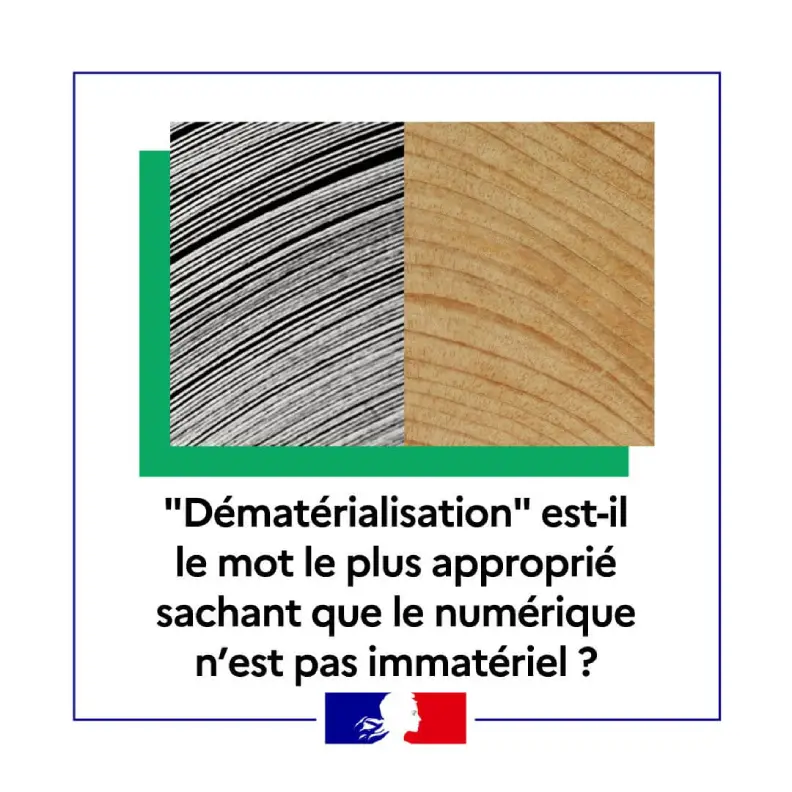 "Dématérialisation" est-il
le mot le plus approprié
sachant que le numérique
n’est pas immatériel ?